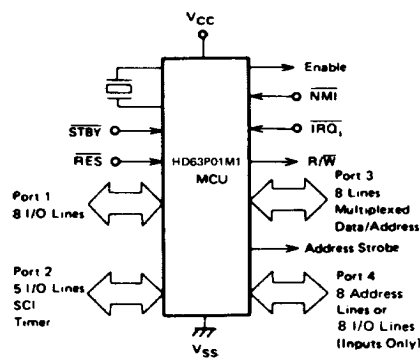 VCC
Enable
NMI
STBY
IRQ1
RES
HD63P01M1
MCU
R/W
Port 1
8 I/O Lines
Port 3
8 Lines
Multiplexed
Data/Address
Address Strobe
Port 2
5 I/O Lines
SCI
Timer
Port 4
8 Address
Lines or
8 I/O Lines
(Inputs Only)
VSS